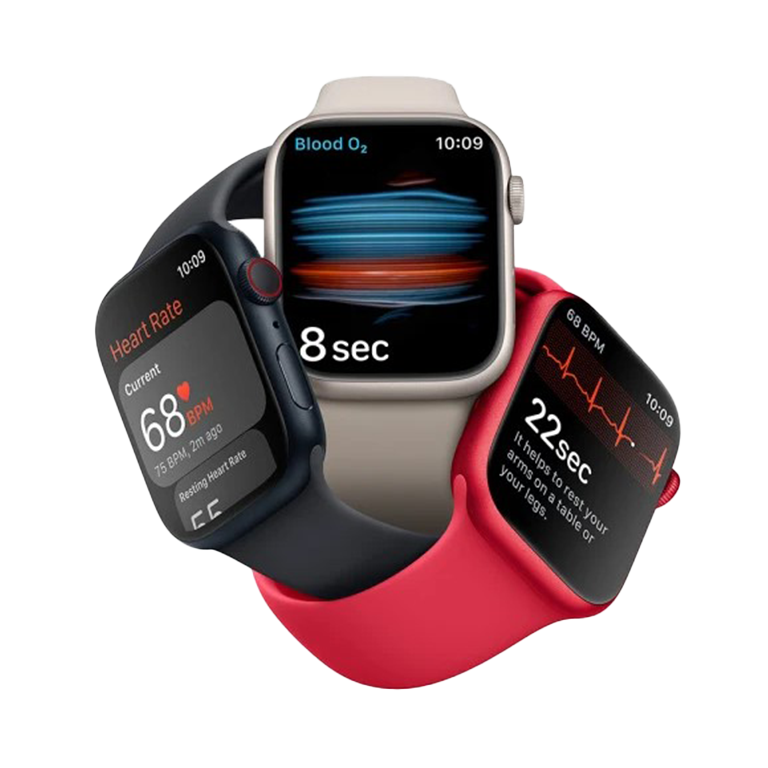 Blood O₂
10:09
8 sec
10:09
Heart Rate
Current
68 BPM
75 BPM, 2m ago
Resting Heart Rate
68 BPM
10:09
22sec
It helps to rest your
arms on a table or
your legs.